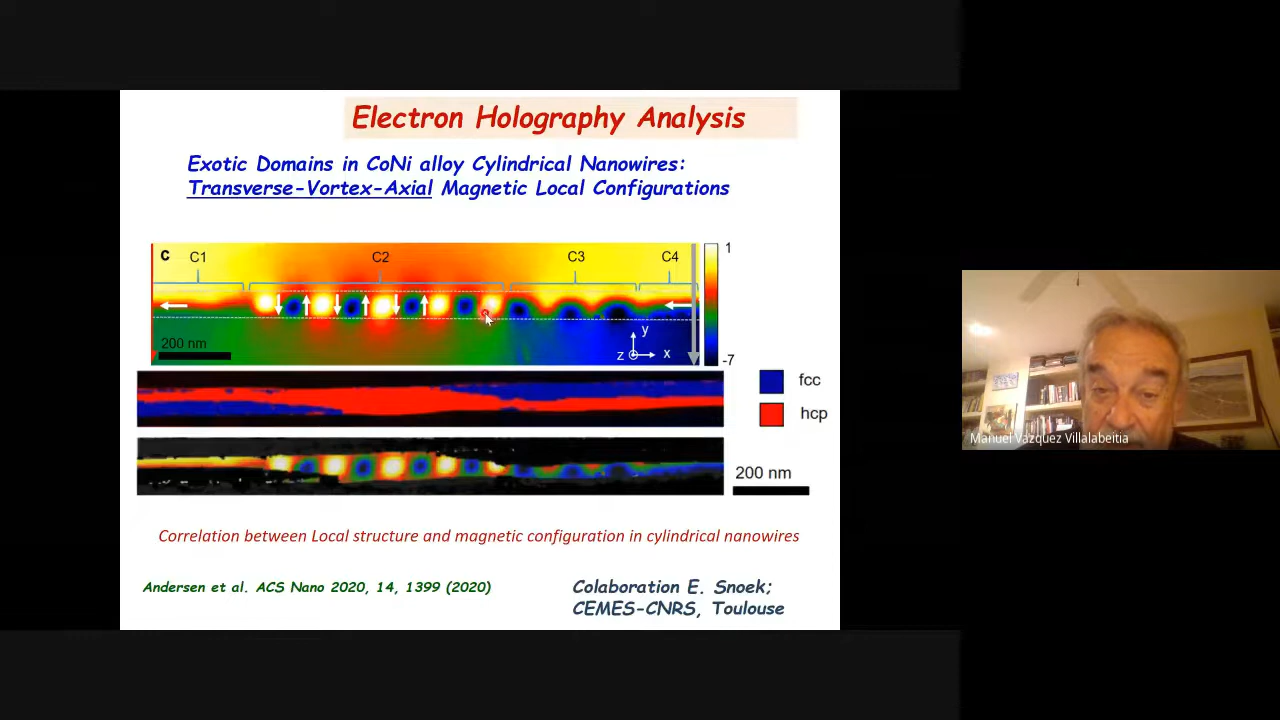 Electron Holography Analysis
Exotic Domains in CoNi alloy Cylindrical Nanowires:
Transverse-Vortex-Axial Magnetic Local Configurations
C C1 C2 C3 C4
1
200 nm
y
z x
-7
fcc
hcp
200 nm
Correlation between Local structure and magnetic configuration in cylindrical nanowires
Andersen et al. ACS Nano 2020, 14, 1399 (2020)
Colaboration E. Snoek;
CEMES-CNRS, Toulouse
Manuel Vazquez Villalabeitia